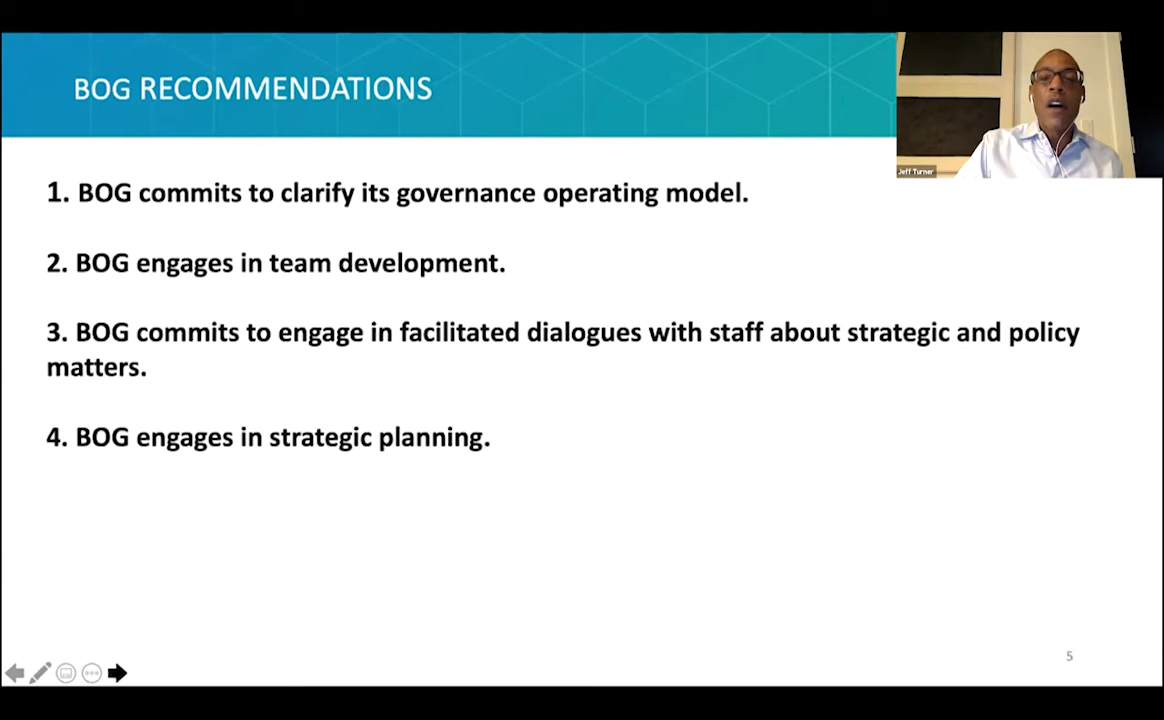 BOG RECOMMENDATIONS
Jeff Turner
1. BOG commits to clarify its governance operating model.
2. BOG engages in team development.
3. BOG commits to engage in facilitated dialogues with staff about strategic and policy
matters.
4. BOG engages in strategic planning.
5